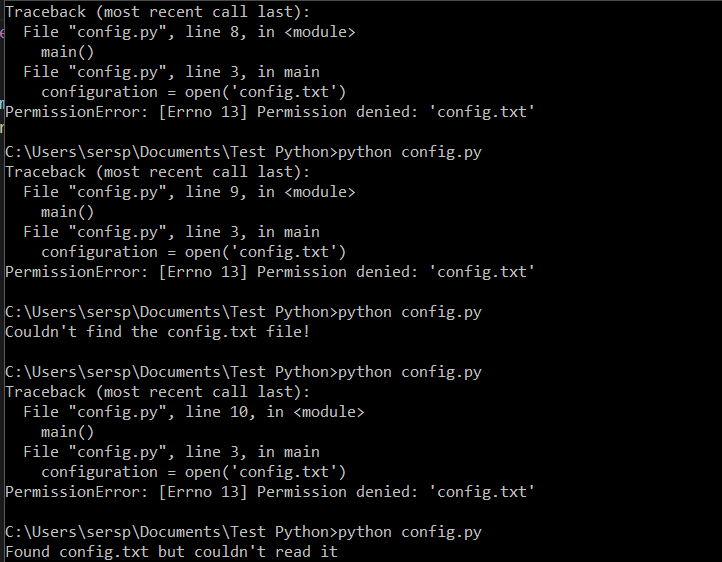 Traceback (most recent call last):
  File "config.py", line 8, in <module>
    main()
  File "config.py", line 3, in main
    configuration = open('config.txt')
PermissionError: [Errno 13] Permission denied: 'config.txt'

C:\Users\sersp\Documents\Test Python>python config.py
Traceback (most recent call last):
  File "config.py", line 9, in <module>
    main()
  File "config.py", line 3, in main
    configuration = open('config.txt')
PermissionError: [Errno 13] Permission denied: 'config.txt'

C:\Users\sersp\Documents\Test Python>python config.py
Couldn't find the config.txt file!

C:\Users\sersp\Documents\Test Python>python config.py
Traceback (most recent call last):
  File "config.py", line 10, in <module>
    main()
  File "config.py", line 3, in main
    configuration = open('config.txt')
PermissionError: [Errno 13] Permission denied: 'config.txt'

C:\Users\sersp\Documents\Test Python>python config.py
Found config.txt but couldn't read it